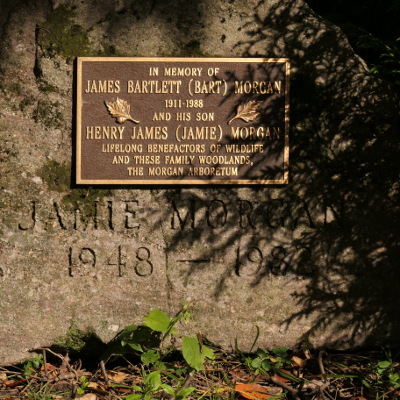 IN MEMORY OF
JAMES BARTLETT (BART) MORGAN
1911-1988
AND HIS SON
HENRY JAMES (JAMIE) MORGAN
LIFELONG BENEFACTORS OF WILDLIFE
AND THESE FAMILY WOODLANDS,
THE MORGAN ARBORETUM
JAMIE MORGAN
1948 —